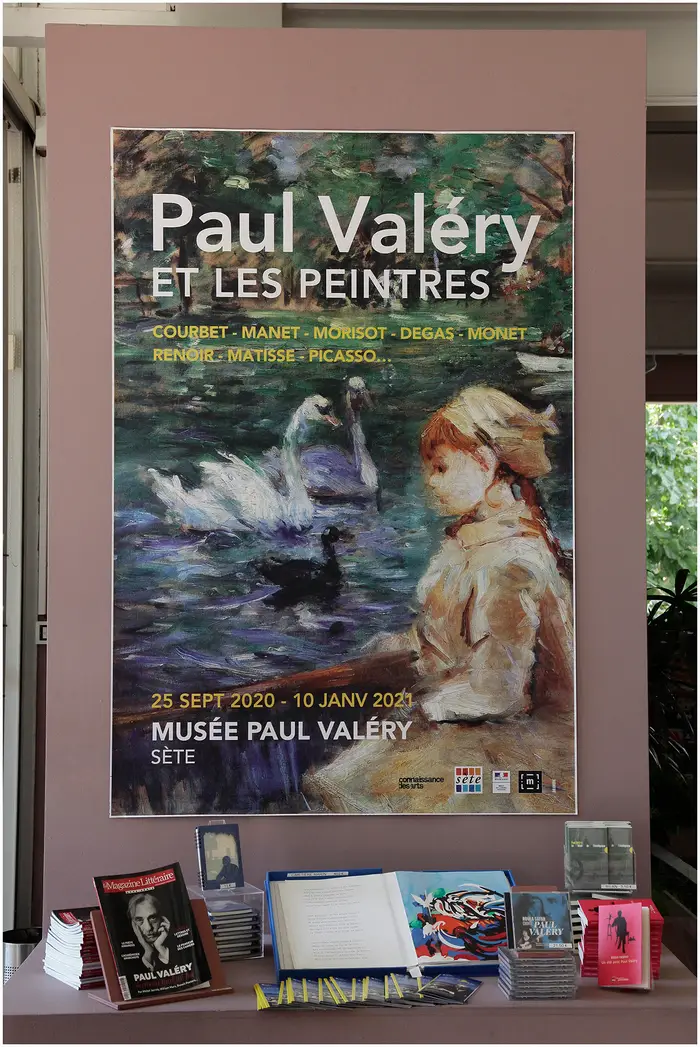 Paul Valéry
ET LES PEINTRES
COURBET - MANET - MORISOT - DEGAS - MONET
RENOIR - MATISSE - PICASSO...
25 SEPT 2020 - 10 JANV 2021
MUSÉE PAUL VALÉRY
SÈTE
connaissance
des arts
sète
[m]
Le Magazine Littéraire
PAUL VALÉRY
PAUL
VALÉRY